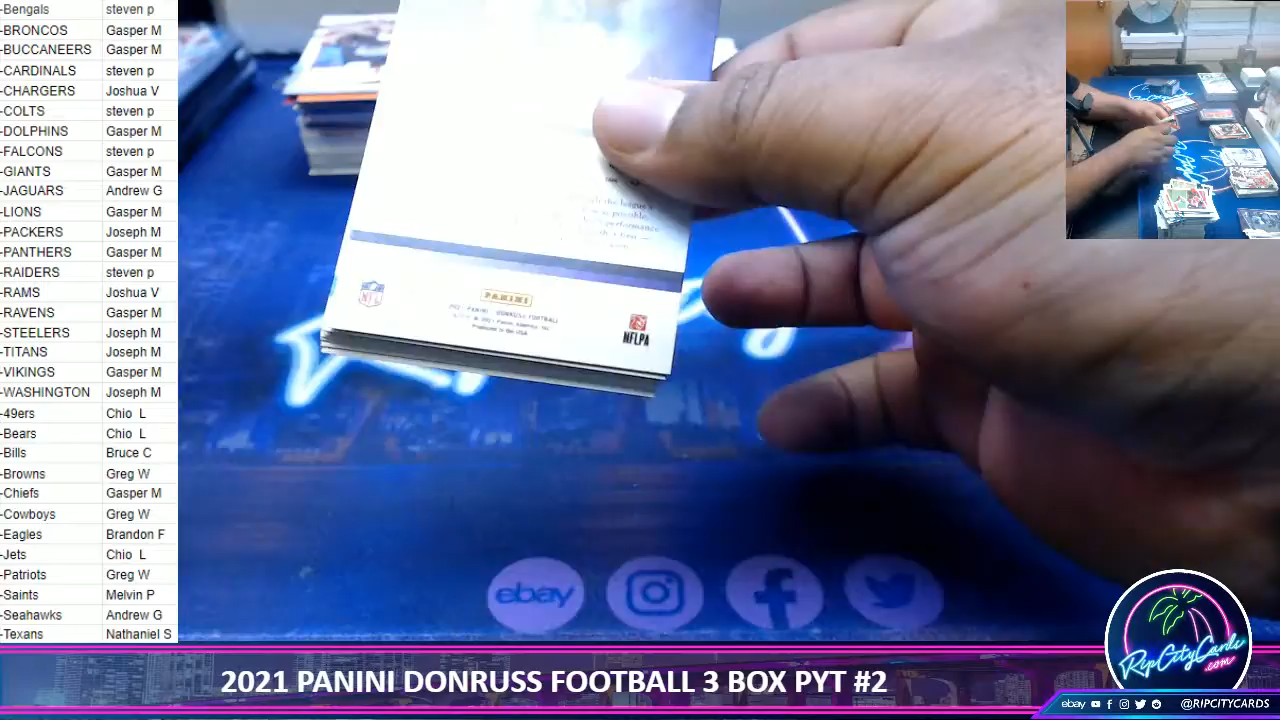 -Bengals steven p
-BRONCOS Gasper M
-BUCCANEERS Gasper M
-CARDINALS steven p
-CHARGERS Joshua V
-COLTS steven p
-DOLPHINS Gasper M
-FALCONS steven p
-GIANTS Gasper M
-JAGUARS Andrew G
-LIONS Gasper M
-PACKERS Joseph M
-PANTHERS Gasper M
-RAIDERS steven p
-RAMS Joshua V
-RAVENS Gasper M
-STEELERS Joseph M
-TITANS Joseph M
-VIKINGS Gasper M
-WASHINGTON Joseph M
-49ers Chio L
-Bears Chio L
-Bills Bruce C
-Browns Greg W
-Chiefs Gasper M
-Cowboys Greg W
-Eagles Brandon F
-Jets Chio L
-Patriots Greg W
-Saints Melvin P
-Seahawks Andrew G
-Texans Nathaniel S
NFL
PANINI
NFLPA
ebay
RipCityCards
.com
2021 PANINI DONRUSS FOOTBALL 3 BOX PYT #2
ebay @RIPCITYCARDS